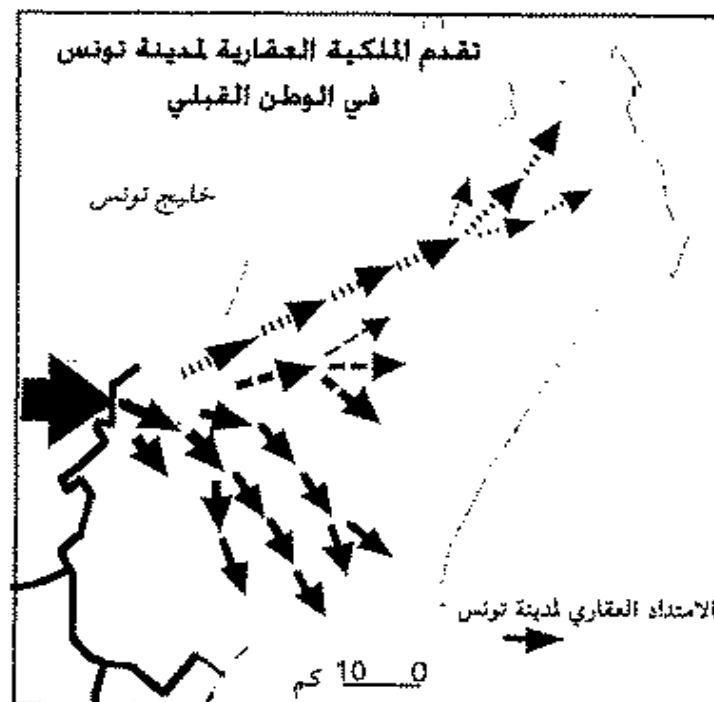 تقدم الملكية العقارية لمدينة تونس
في الوطن القبلي
خليج تونس
الامتداد العقاري لمدينة تونس
0 10 كم